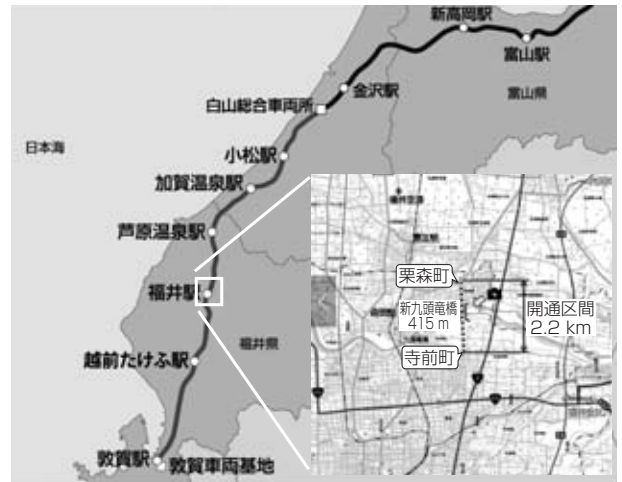 新高岡駅
富山駅
金沢駅
富山県
白山総合車両所
日本海
小松駅
加賀温泉駅
芦原温泉駅
福井駅
福井県
越前たけふ駅
敦賀駅
敦賀車両基地
栗森町
新九頭竜橋
415 m
開通区間
2.2 km
寺前町